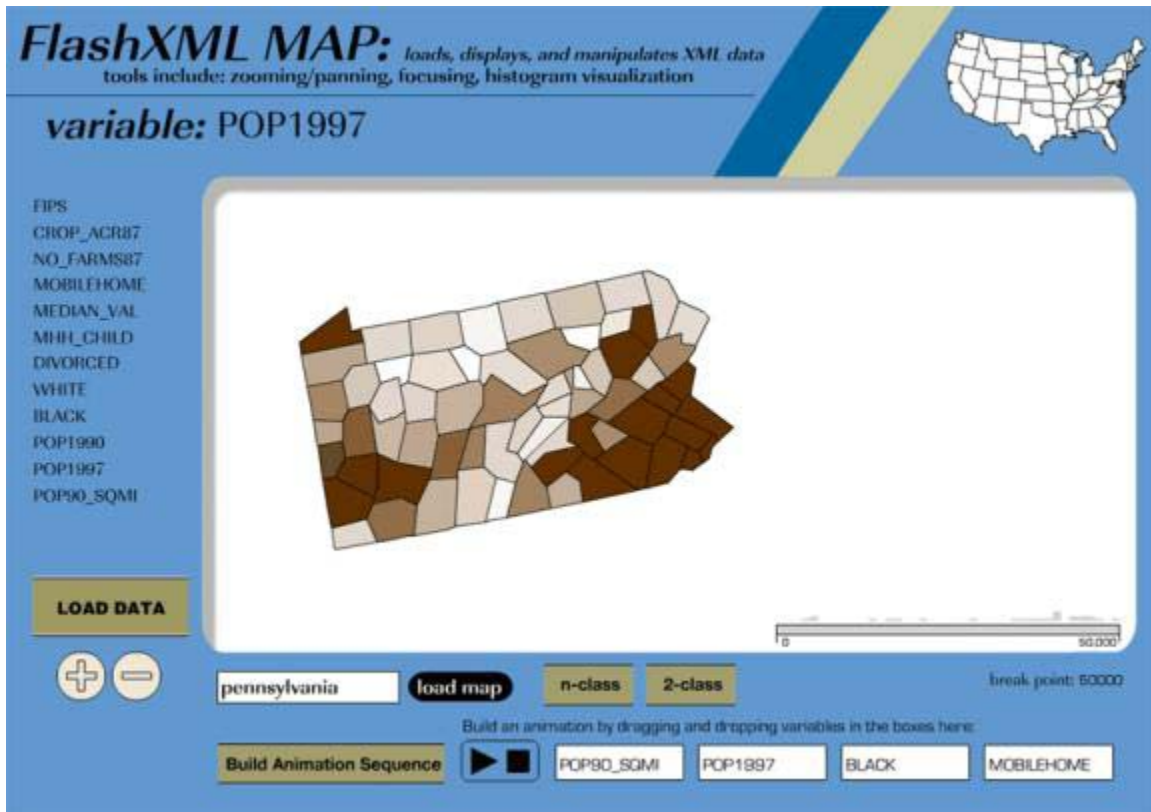 FlashXML MAP: loads, displays, and manipulates XML data
tools include: zooming/panning, focusing, histogram visualization
variable: POP1997
FIPS
CROP_ACR87
NO_FARMS87
MOBILEHOME
MEDIAN_VAL
MHH_CHILD
DIVORCED
WHITE
BLACK
POP1990
POP1997
POP90_SQMI
LOAD DATA
0 50,000
pennsylvania load map n-class 2-class break point: 50000
Build an animation by dragging and dropping variables in the boxes here:
Build Animation Sequence POP90_SQMI POP1997 BLACK MOBILEHOME